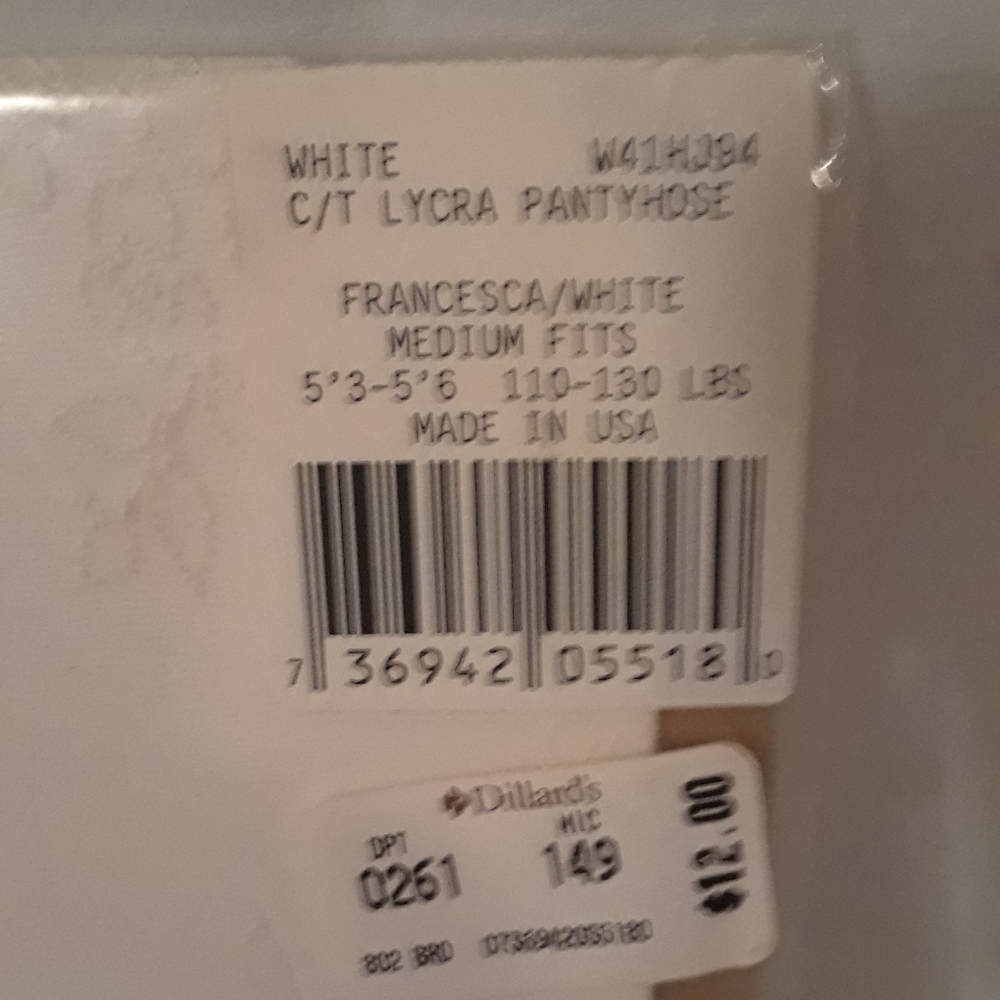 WHITE W41HJB4
C/T LYCRA PANTYHOSE
FRANCESCA/WHITE
MEDIUM FITS
5'3-5'6 110-130 LBS
MADE IN USA
7 36942 05518 0
Dillard's
DPT MIC
0261 149
$12.00
802 BRD 0736942055180